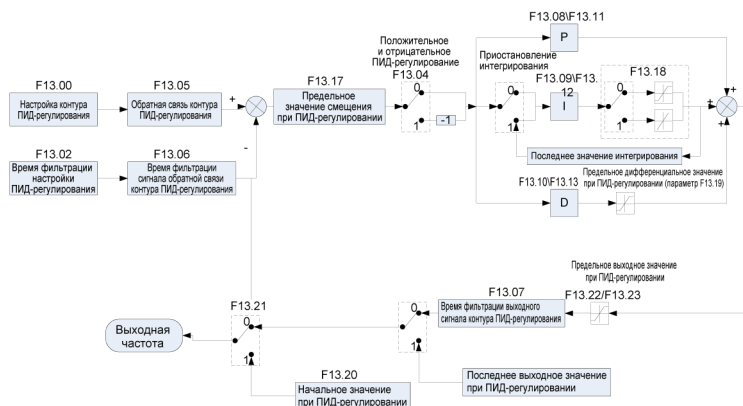 F13.08\F13.11
P
Положительное
и отрицательное
ПИД-регулирование
F13.04
0
1
-1
Приостановление
интегрирования
0
1
F13.09\F13.
12
I
F13.18
0
1
+
+
+
F13.00
Настройка контура
ПИД-регулирования
F13.05
Обратная связь контура
ПИД-регулирования
+
-
F13.17
Предельное
значение смещения
при ПИД-регулировании
Последнее значение интегрирования
F13.02
Время фильтрации
настройки
ПИД-регулирования
F13.06
Время фильтрации
сигнала обратной связи
контура ПИД-регулирования
F13.10\F13.13
D
Предельное дифференциальное значение
при ПИД-регулировании (параметр F13.19)
Предельное выходное значение
при ПИД-регулировании
F13.22/F13.23
F13.07
Время фильтрации выходного
сигнала контура ПИД-регулирования
0
1
F13.21
0
1
Выходная
частота
F13.20
Начальное значение
при ПИД-регулировании
Последнее выходное значение
при ПИД-регулировании